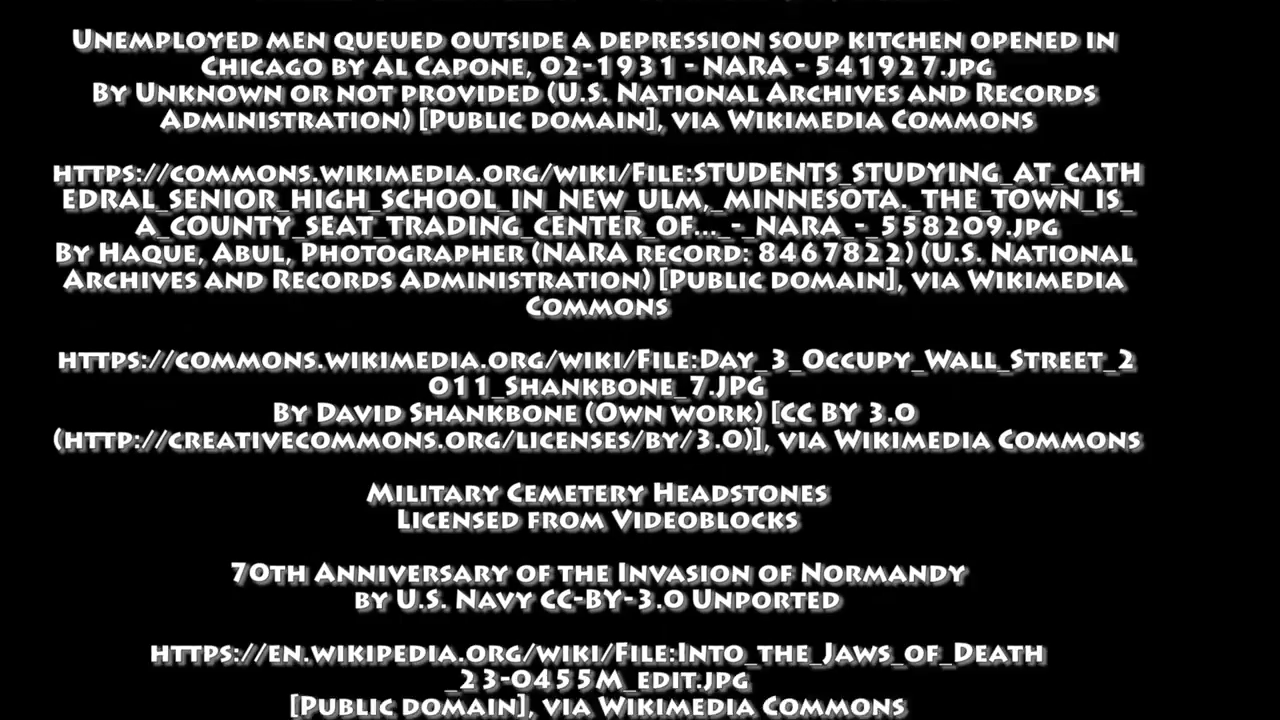 Unemployed men queued outside a depression soup kitchen opened in
Chicago by Al Capone, 02-1931 - NARA - 541927.jpg
By Unknown or not provided (U.S. National Archives and Records
Administration) [Public domain], via Wikimedia Commons
https://commons.wikimedia.org/wiki/File:STUDENTS_STUDYING_AT_CATH
EDRAL_SENIOR_HIGH_SCHOOL_IN_NEW_ULM,_MINNESOTA._THE_TOWN_IS_
A_COUNTY_SEAT_TRADING_CENTER_OF..._-_NARA_-_558209.jpg
By Haque, Abul, Photographer (NARA record: 8467822) (U.S. National
Archives and Records Administration) [Public domain], via Wikimedia
Commons
https://commons.wikimedia.org/wiki/File:Day_3_Occupy_Wall_Street_2
011_Shankbone_7.JPG
By David Shankbone (Own work) [CC BY 3.0
(http://creativecommons.org/licenses/by/3.0)], via Wikimedia Commons
Military Cemetery Headstones
Licensed from Videoblocks
70th Anniversary of the Invasion of Normandy
by U.S. Navy CC-BY-3.0 Unported
https://en.wikipedia.org/wiki/File:Into_the_Jaws_of_Death
_23-0455M_edit.jpg
[Public domain], via Wikimedia Commons